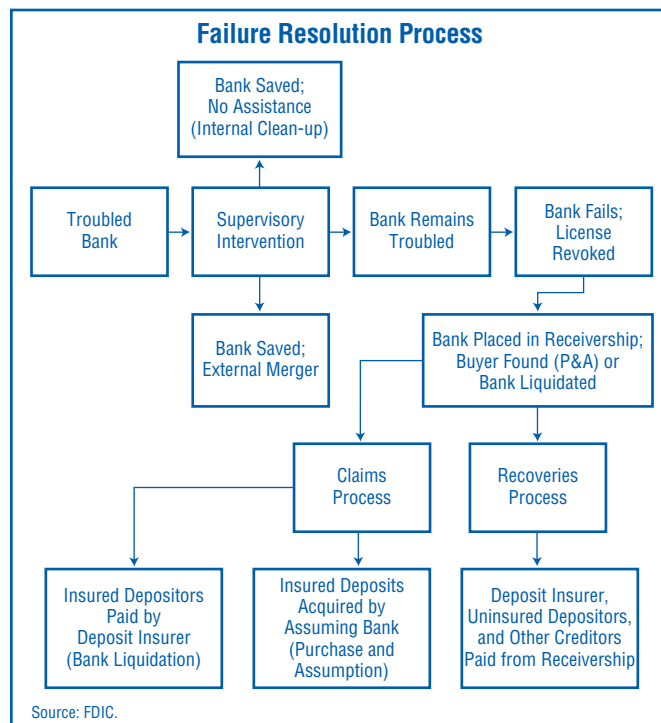 Failure Resolution Process
Bank Saved;
No Assistance
(Internal Clean-up)
Troubled
Bank
Supervisory
Intervention
Bank Remains
Troubled
Bank Fails;
License
Revoked
Bank Saved;
External Merger
Bank Placed in Receivership;
Buyer Found (P&A) or
Bank Liquidated
Claims
Process
Recoveries
Process
Insured Depositors
Paid by
Deposit Insurer
(Bank Liquidation)
Insured Deposits
Acquired by
Assuming Bank
(Purchase and
Assumption)
Deposit Insurer,
Uninsured Depositors,
and Other Creditors
Paid from Receivership
Source: FDIC.